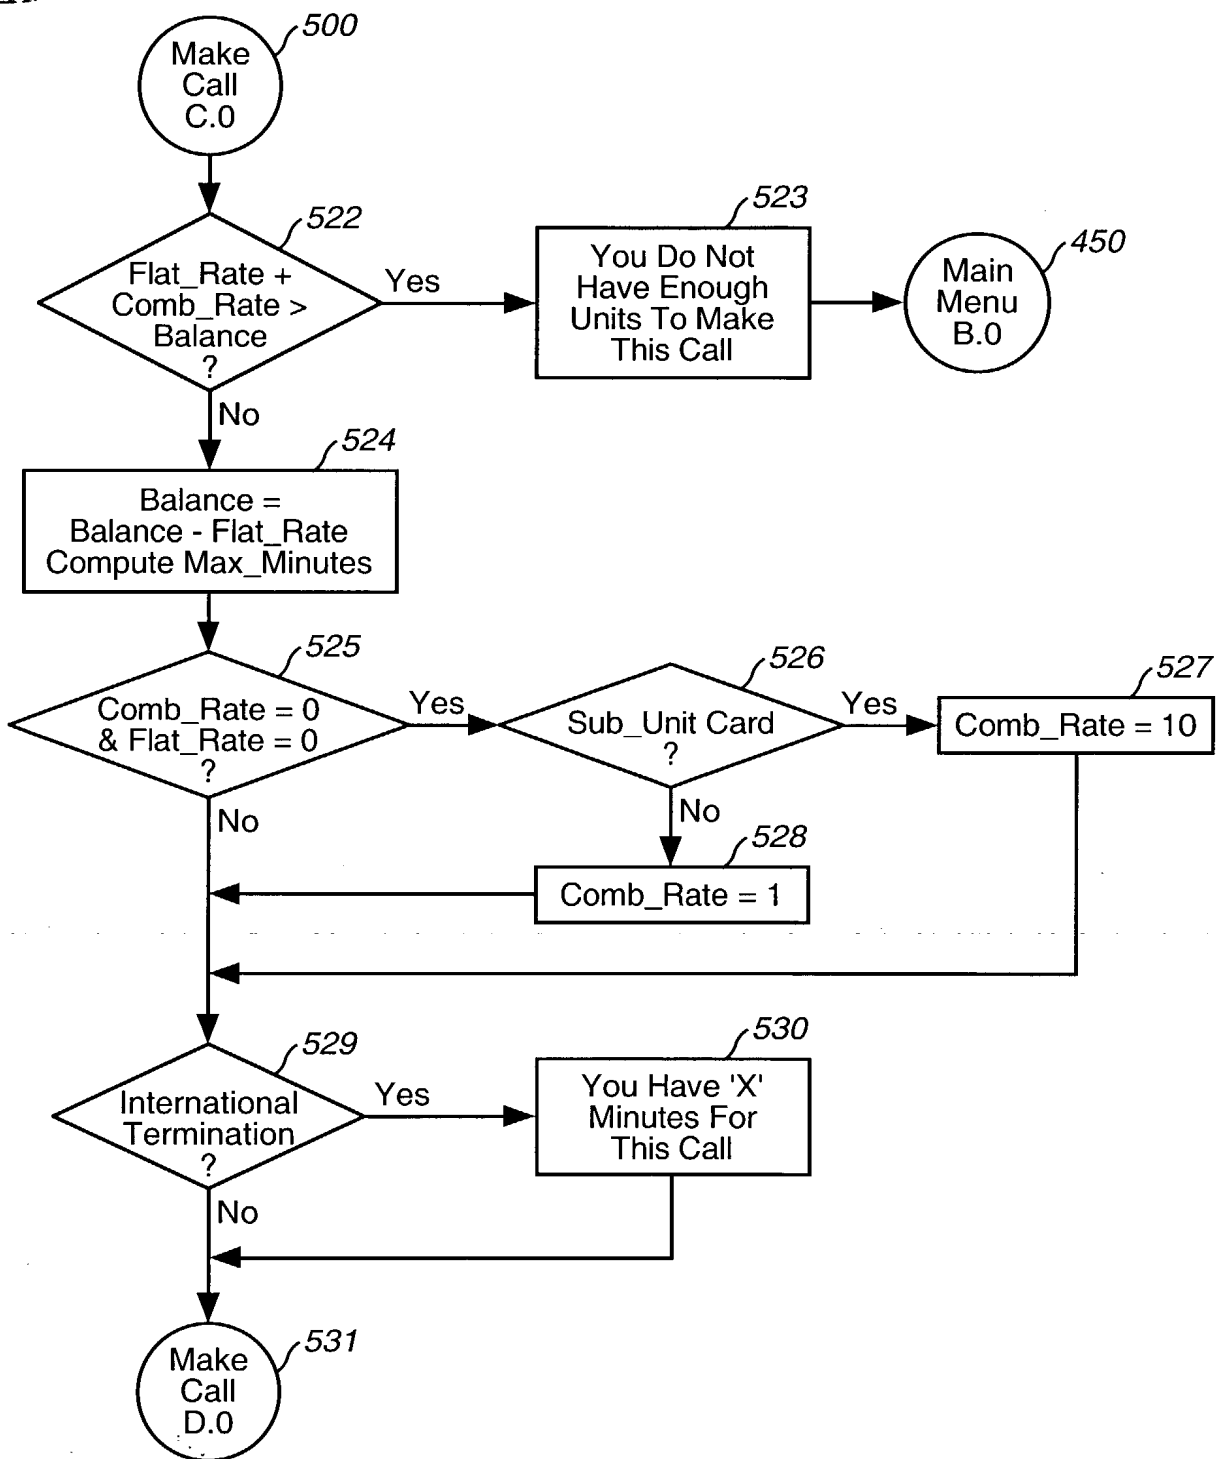 500
Make
Call
C.0
522
Flat_Rate +
Comb_Rate >
Balance
?
Yes
523
You Do Not
Have Enough
Units To Make
This Call
450
Main
Menu
B.0
No
524
Balance =
Balance - Flat_Rate
Compute Max_Minutes
525
Comb_Rate = 0
& Flat_Rate = 0
?
Yes
526
Sub_Unit Card
?
Yes
527
Comb_Rate = 10
No
No
528
Comb_Rate = 1
529
International
Termination
?
Yes
530
You Have 'X'
Minutes For
This Call
No
531
Make
Call
D.0